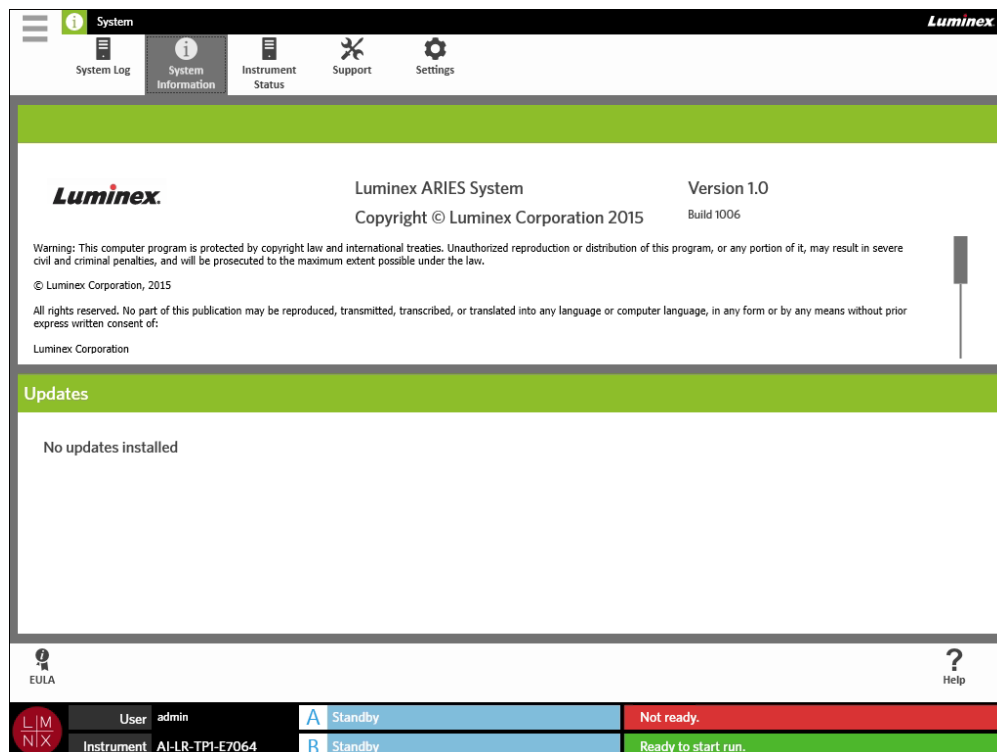 System
Luminex
System Log
System
Information
Instrument
Status
Support
Settings
Luminex.
Luminex ARIES System
Version 1.0
Copyright © Luminex Corporation 2015
Build 1006
Warning: This computer program is protected by copyright law and international treaties. Unauthorized reproduction or distribution of this program, or any portion of it, may result in severe
civil and criminal penalties, and will be prosecuted to the maximum extent possible under the law.
© Luminex Corporation, 2015
All rights reserved. No part of this publication may be reproduced, transmitted, transcribed, or translated into any language or computer language, in any form or by any means without prior
express written consent of:
Luminex Corporation
Updates
No updates installed
EULA
?
Help
L M
N X
User admin
A Standby
Not ready.
Instrument AI-LR-TP1-E7064
B Standby
Ready to start run.